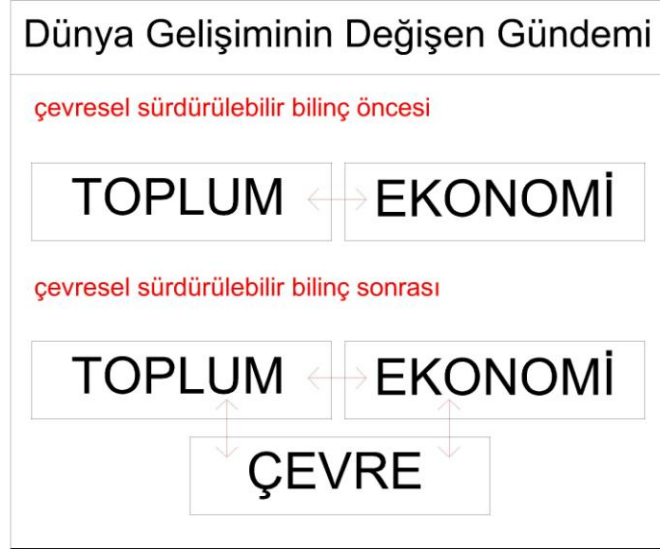 Dünya Gelişiminin Değişen Gündemi
çevresel sürdürülebilir bilinç öncesi
TOPLUM EKONOMİ
çevresel sürdürülebilir bilinç sonrası
TOPLUM EKONOMİ
ÇEVRE